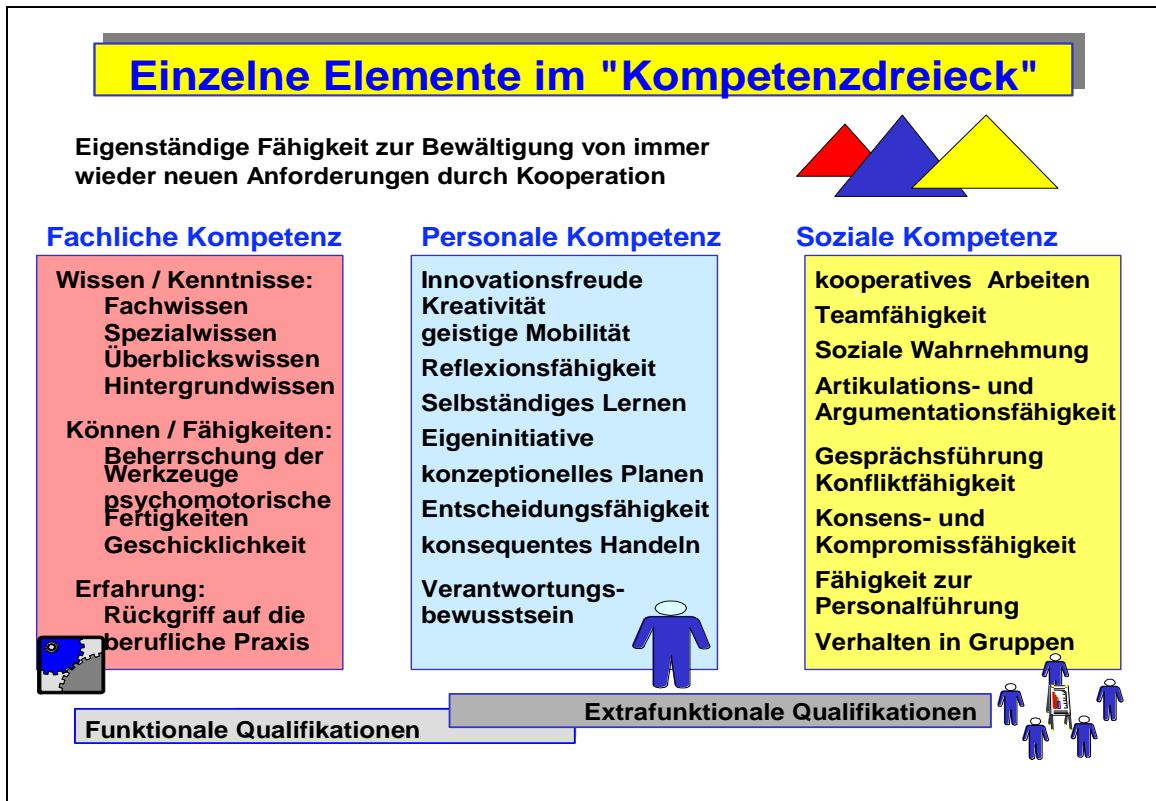 Einzelne Elemente im "Kompetenzdreieck"
Eigenständige Fähigkeit zur Bewältigung von immer
wieder neuen Anforderungen durch Kooperation
Fachliche Kompetenz
Wissen / Kenntnisse:
Fachwissen
Spezialwissen
Überblickswissen
Hintergrundwissen
Können / Fähigkeiten:
Beherrschung der
Werkzeuge
psychomotorische
Fertigkeiten
Geschicklichkeit
Erfahrung:
Rückgriff auf die
berufliche Praxis
Personale Kompetenz
Innovationsfreude
Kreativität
geistige Mobilität
Reflexionsfähigkeit
Selbständiges Lernen
Eigeninitiative
konzeptionelles Planen
Entscheidungsfähigkeit
konsequentes Handeln
Verantwortungs-
bewusstsein
Soziale Kompetenz
kooperatives Arbeiten
Teamfähigkeit
Soziale Wahrnehmung
Artikulations- und
Argumentationsfähigkeit
Gesprächsführung
Konfliktfähigkeit
Konsens- und
Kompromissfähigkeit
Fähigkeit zur
Personalführung
Verhalten in Gruppen
Funktionale Qualifikationen
Extrafunktionale Qualifikationen